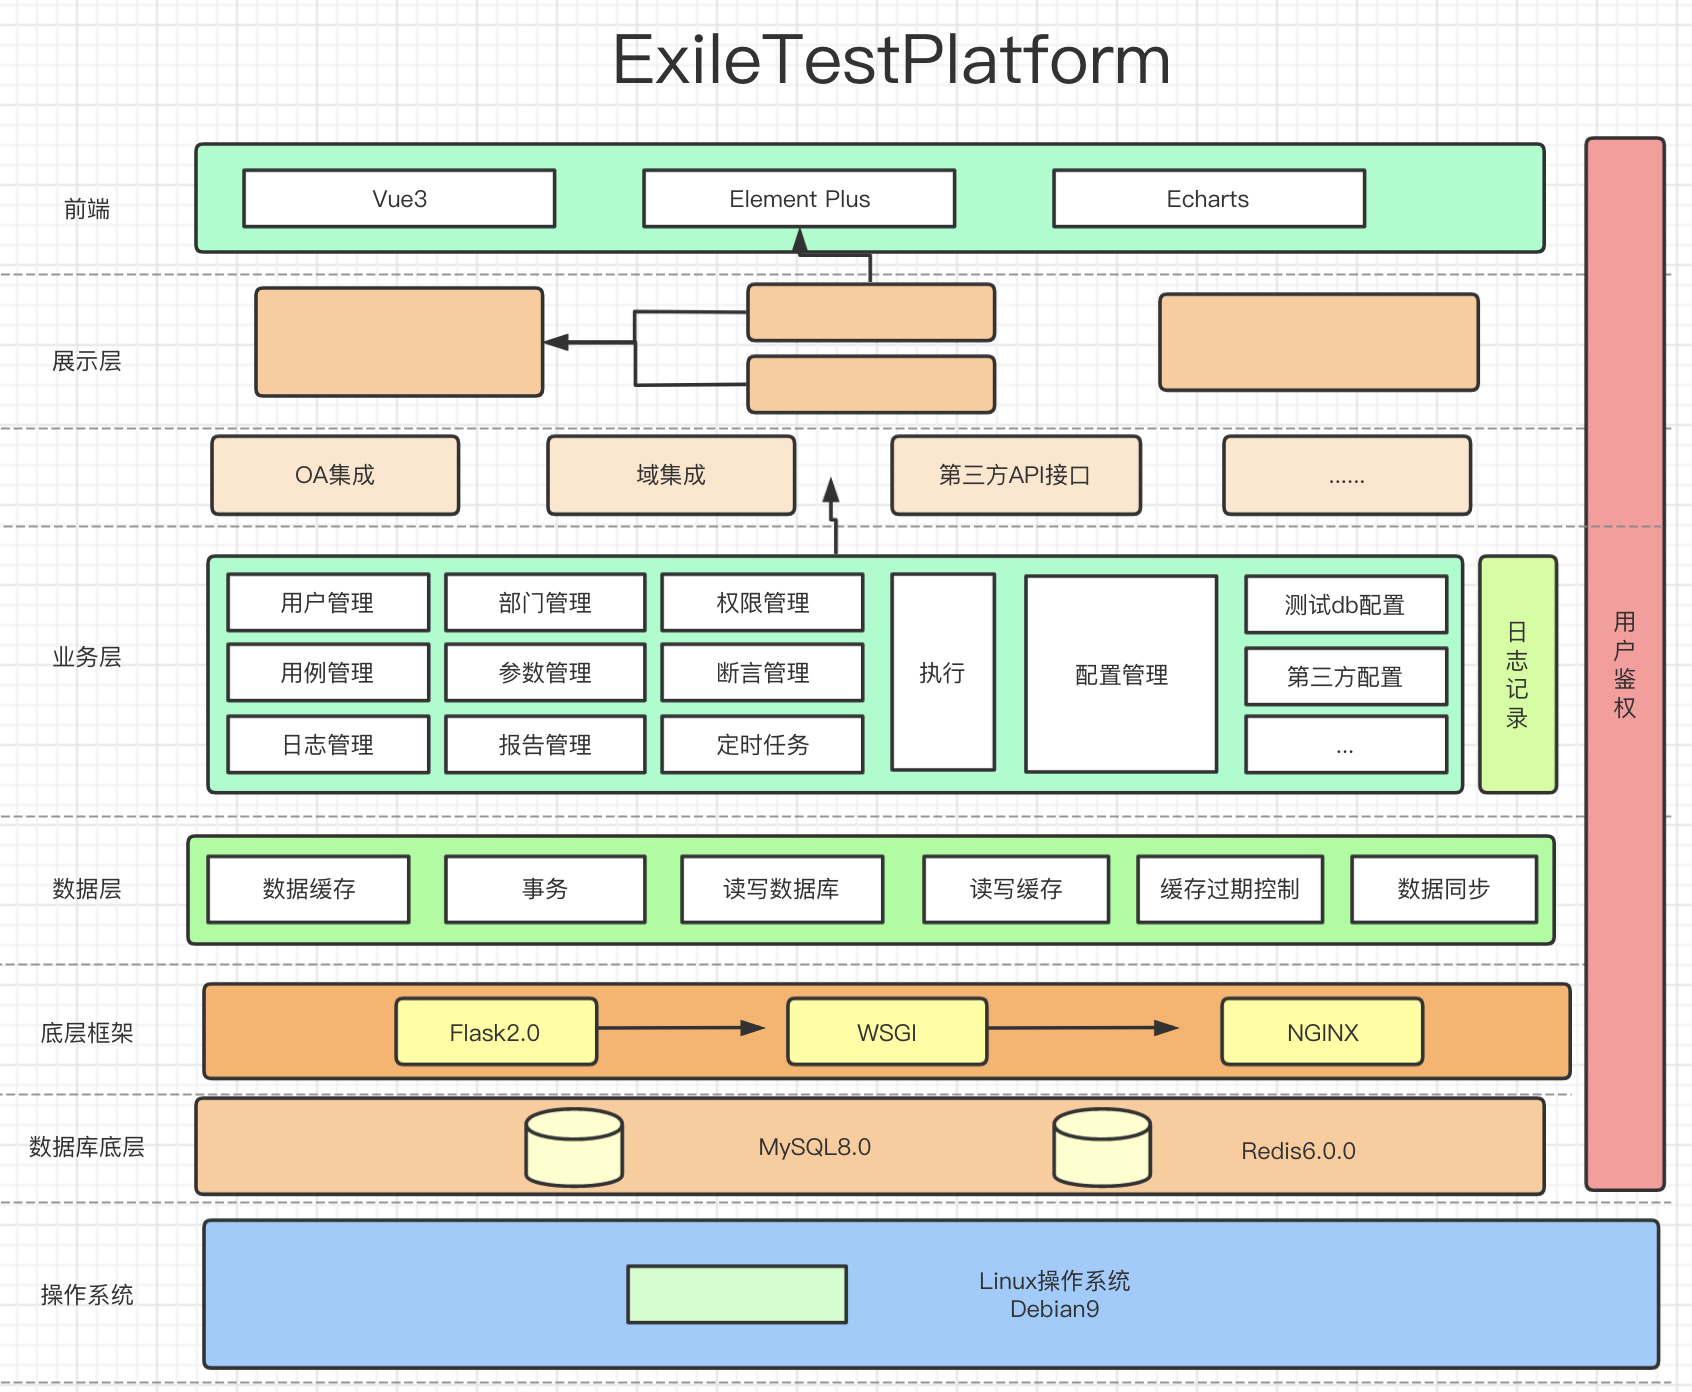 ExileTestPlatform
前端
Vue3
Element Plus
Echarts
展示层
OA集成
域集成
第三方API接口
......
业务层
用户管理
部门管理
权限管理
用例管理
参数管理
断言管理
日志管理
报告管理
定时任务
执行
配置管理
测试db配置
第三方配置
...
日
志
记
录
用
户
鉴
权
数据层
数据缓存
事务
读写数据库
读写缓存
缓存过期控制
数据同步
底层框架
Flask2.0
WSGI
NGINX
数据库底层
MySQL8.0
Redis6.0.0
操作系统
Linux操作系统
Debian9